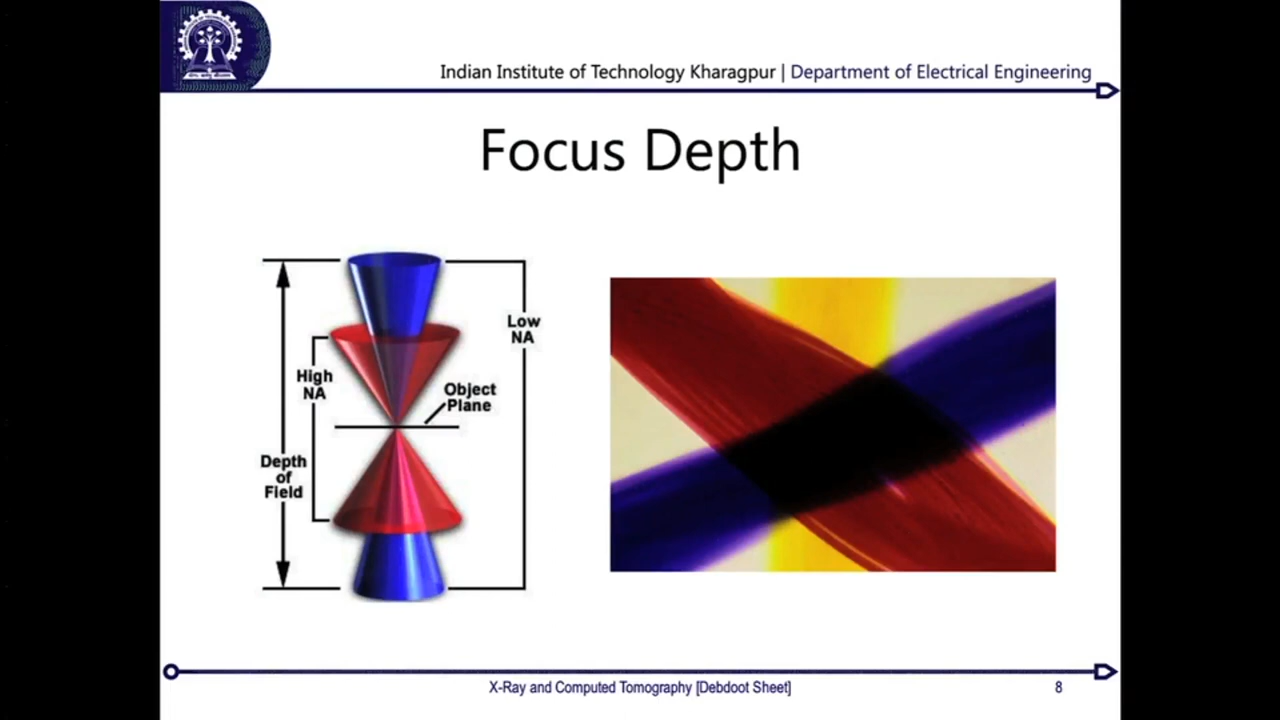 Indian Institute of Technology Kharagpur | Department of Electrical Engineering
Focus Depth
Low
NA
High
NA
Object
Plane
Depth
of
Field
X-Ray and Computed Tomography [Debdoot Sheet]
8